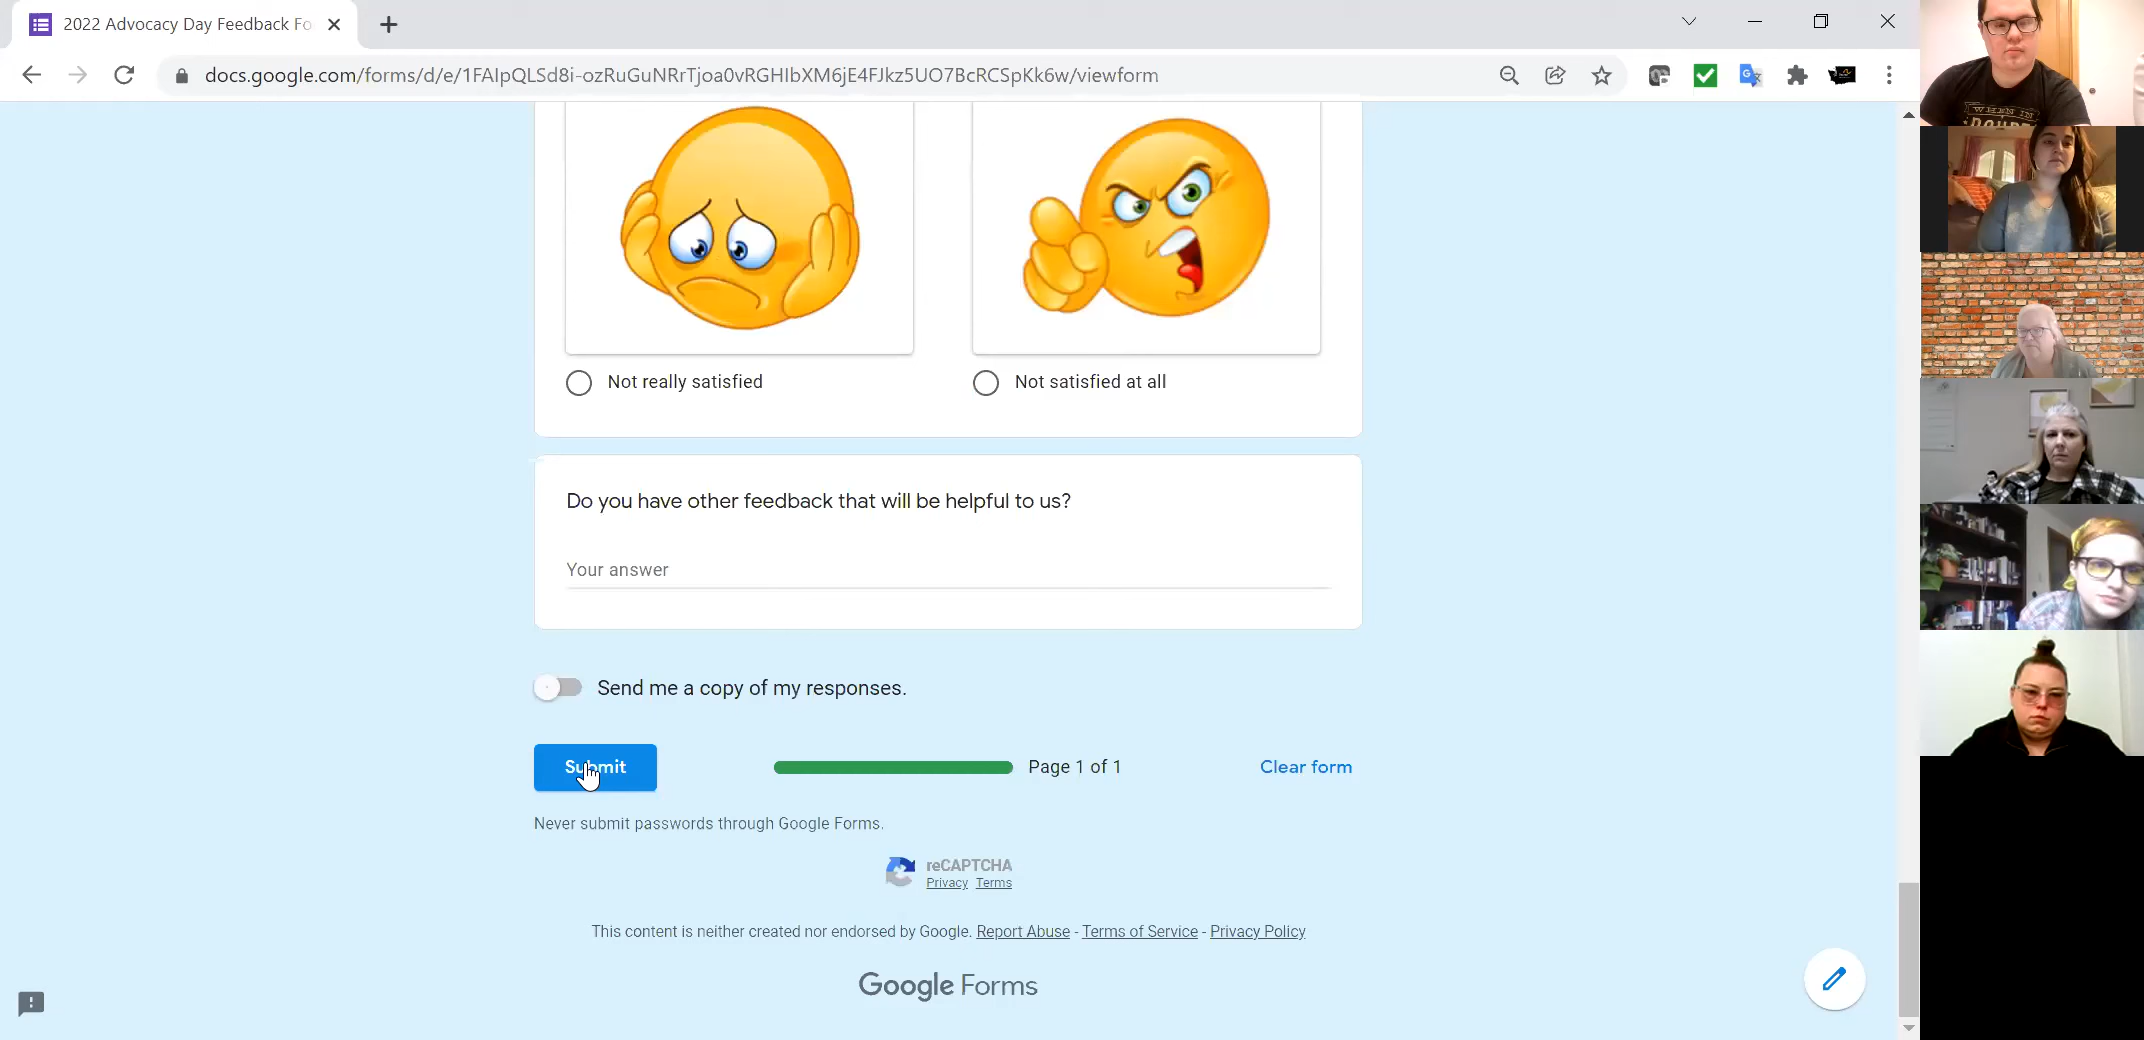 2022 Advocacy Day Feedback Fo
docs.google.com/forms/d/e/1FAIpQLSd8i-ozRuGuNRrTjoa0vRGHIbXM6jE4FJkz5UO7BcRCSpKk6w/viewform
WHEN IN
DOUBT
Not really satisfied
Not satisfied at all
Do you have other feedback that will be helpful to us?
Your answer
Send me a copy of my responses.
Submit
Page 1 of 1
Clear form
Never submit passwords through Google Forms.
reCAPTCHA
Privacy Terms
This content is neither created nor endorsed by Google. Report Abuse - Terms of Service - Privacy Policy
Google Forms